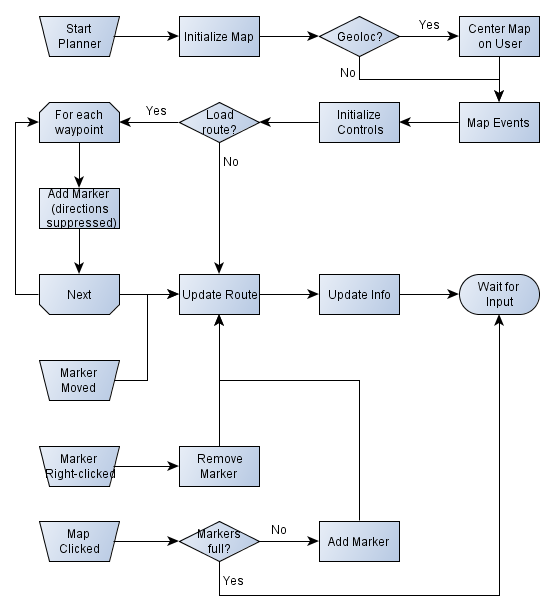 Start
Planner
Initialize Map
Geoloc?
Yes
Center Map
on User
No
For each
waypoint
Yes
Load
route?
Initialize
Controls
Map Events
No
Add Marker
(directions
suppressed)
Next
Update Route
Update Info
Wait for
Input
Marker
Moved
Marker
Right-clicked
Remove
Marker
Map
Clicked
Markers
full?
No
Add Marker
Yes